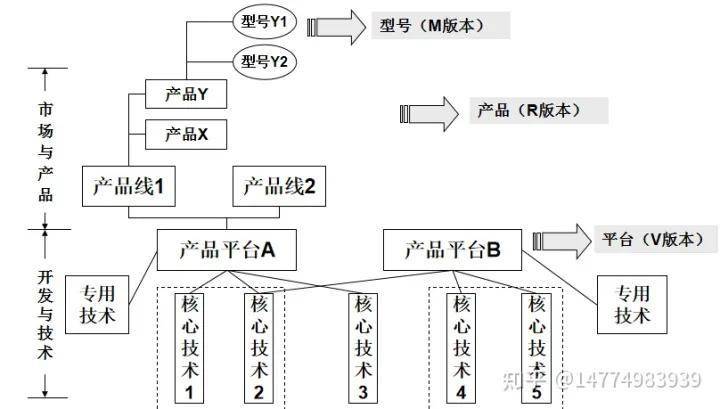 型号Y1
型号（M版本）
型号Y2
产品Y
产品（R版本）
产品X
市场与产品
产品线1
产品线2
平台（V版本）
产品平台A
产品平台B
开发与技术
专用
技术
核心技术1
核心技术2
核心技术3
核心技术4
核心技术5
专用
技术
知乎 @14774983939